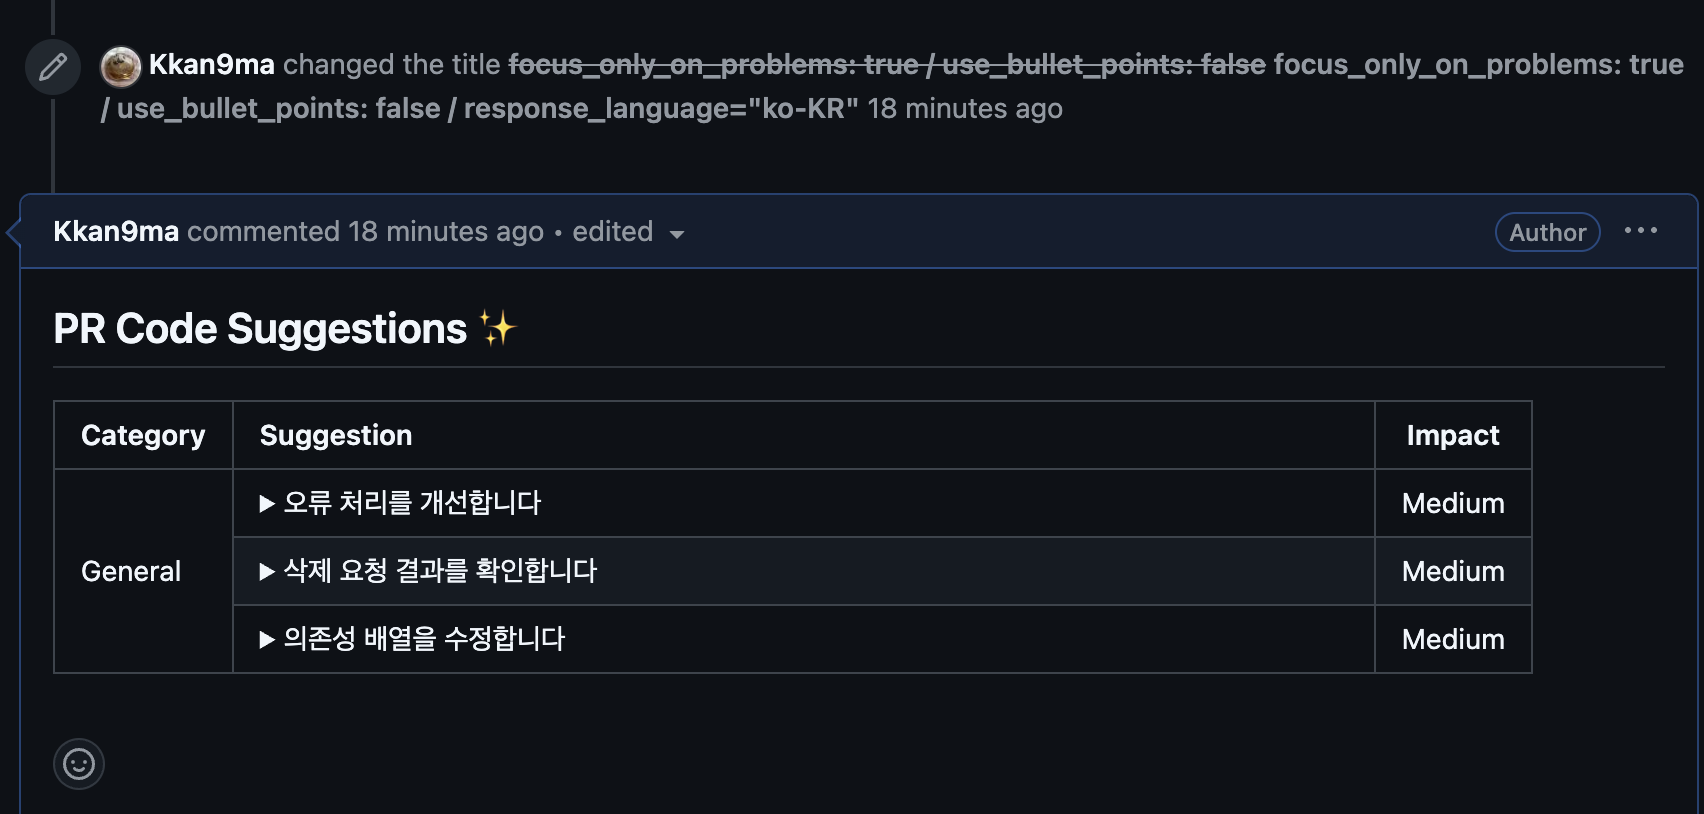 Kkan9ma changed the title focus_only_on_problems: true / use_bullet_points: false focus_only_on_problems: true
/ use_bullet_points: false / response_language="ko-KR" 18 minutes ago
Kkan9ma commented 18 minutes ago • edited
Author
PR Code Suggestions ✨
Category Suggestion Impact
General
▶ 오류 처리를 개선합니다 Medium
▶ 삭제 요청 결과를 확인합니다 Medium
▶ 의존성 배열을 수정합니다 Medium